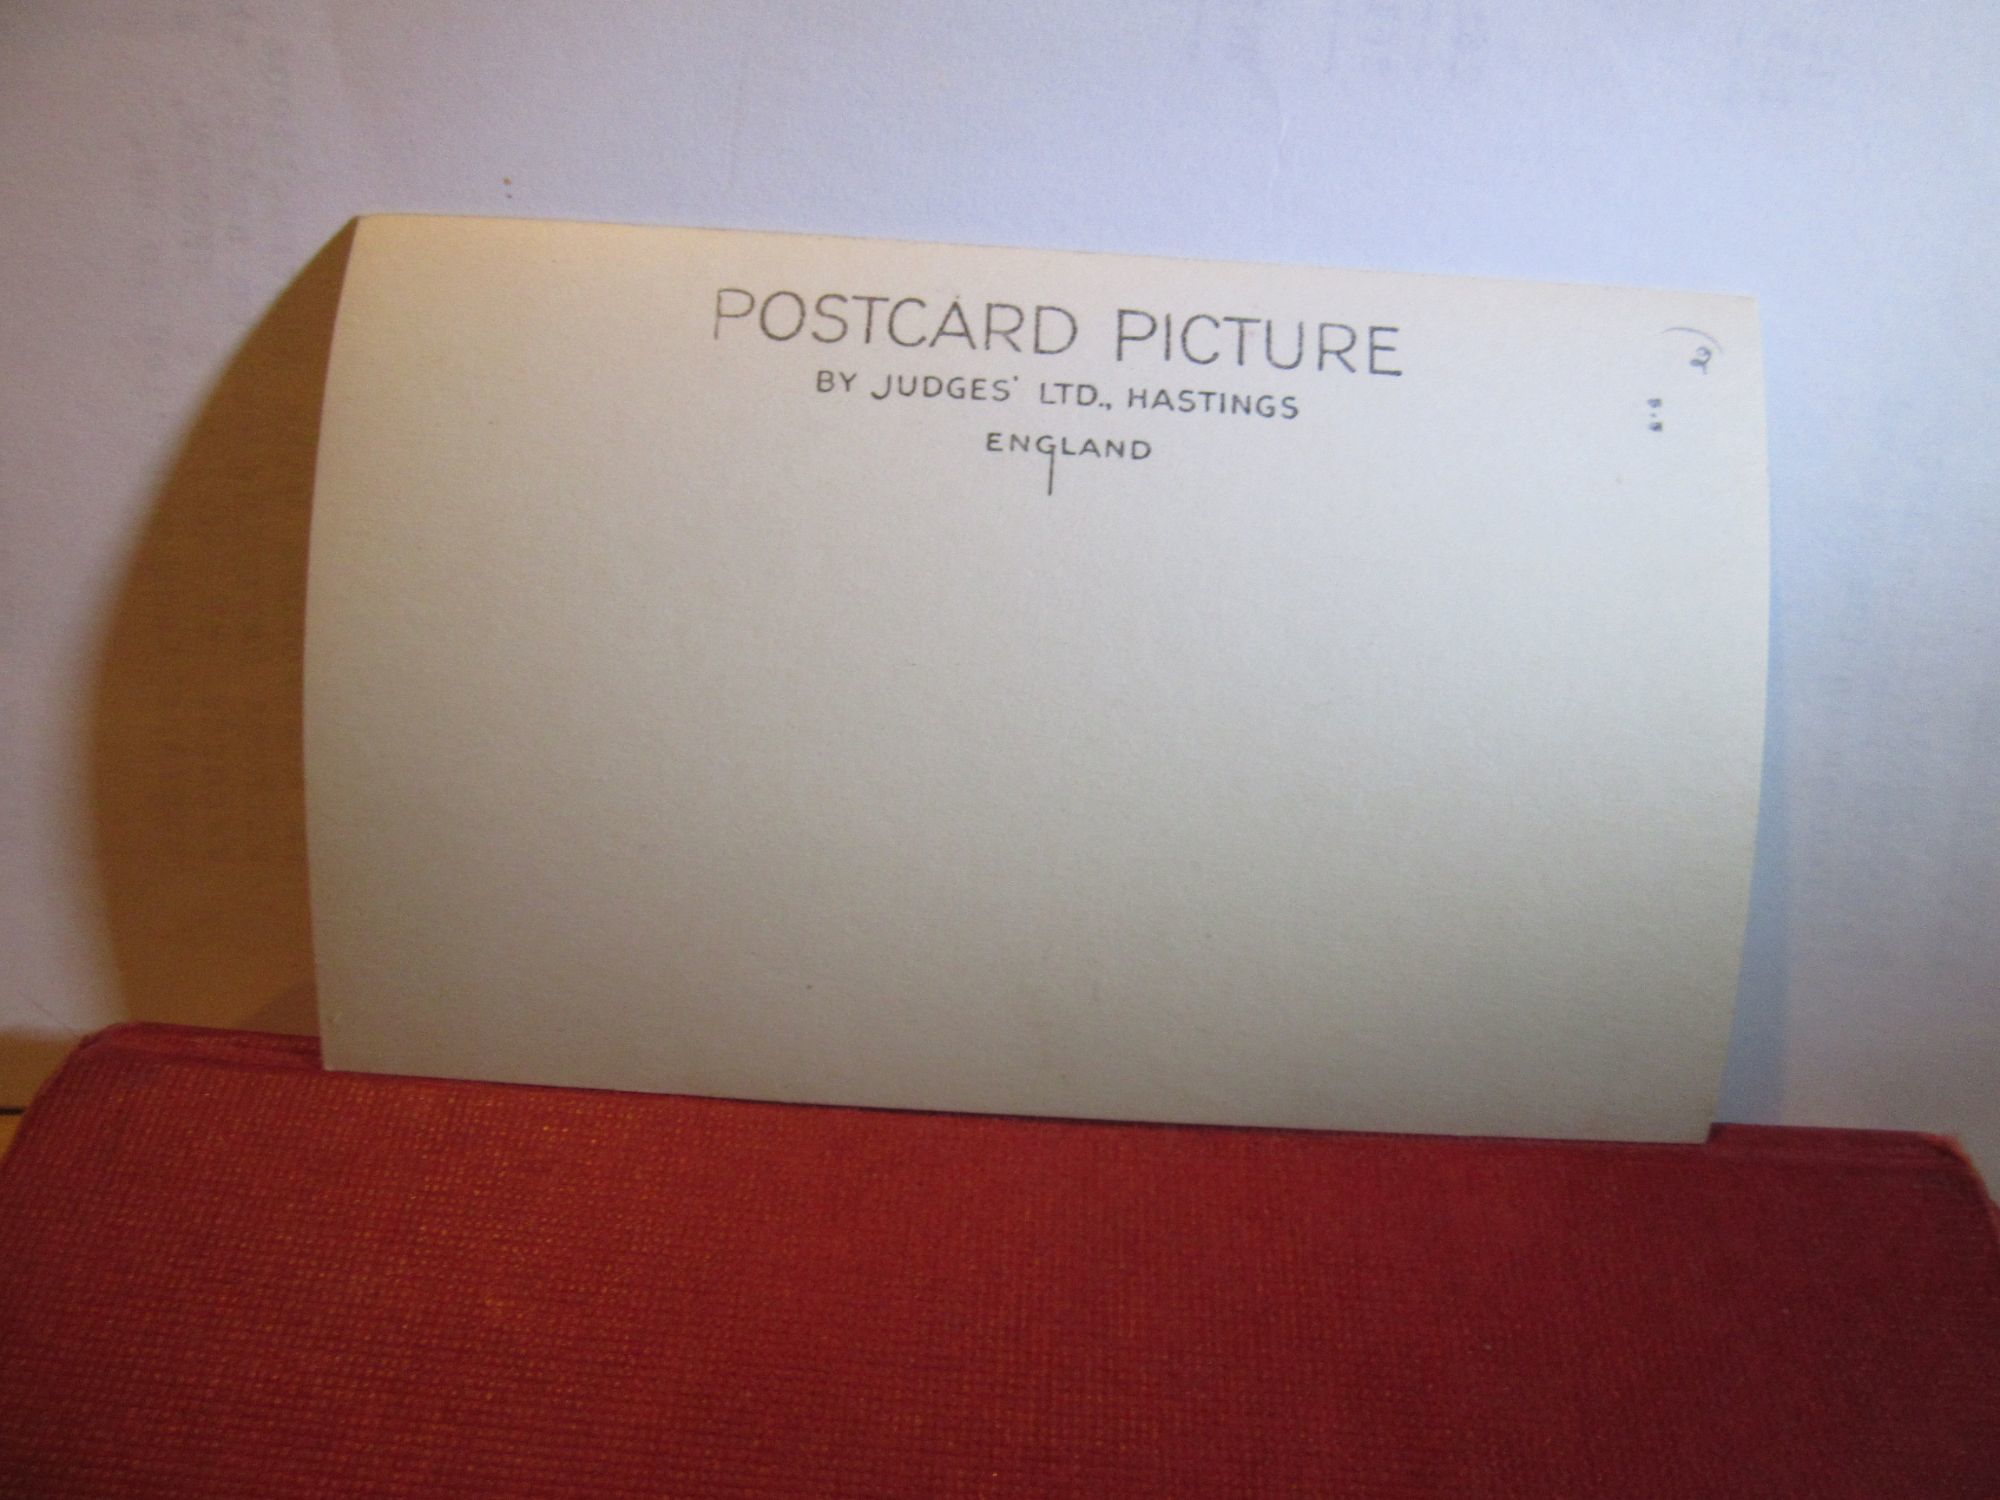 POSTCARD PICTURE
BY JUDGES' LTD., HASTINGS
ENGLAND